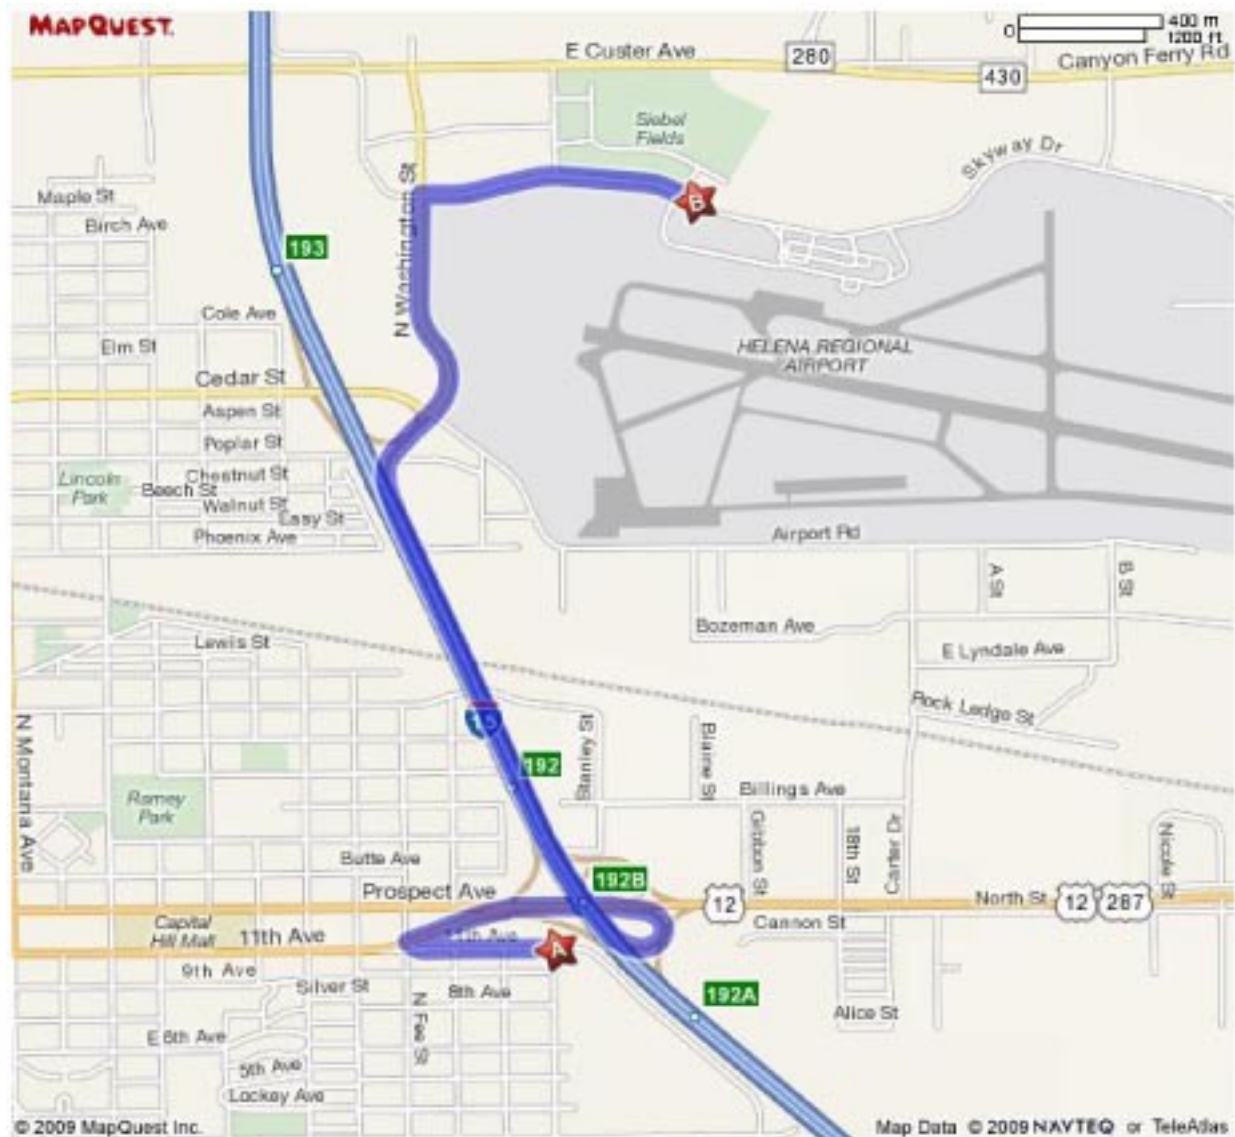 MAPQUEST.
400 m
0
1200 ft
E Custer Ave
280
430
Canyon Ferry Rd
Siebel
Fields
Skyway Dr
Maple St
N Washington St
B
Birch Ave
193
Cole Ave
Elm St
HELENA REGIONAL
AIRPORT
Cedar St
Aspen St
Poplar St
Lincoln
Park
Chestnut St
Beech St
Walnut St
Easy St
Phoenix Ave
Airport Rd
A St
B St
Bozeman Ave
Lewis St
E Lyndale Ave
Rock Ledge St
N Montana Ave
15
Stanley St
Blaine St
192
Billings Ave
Ramey
Park
Gibbon St
18th St
Carter Dr
Nicole St
Butte Ave
192B
Prospect Ave
12
North St
12
287
Capital
Hill Mall
11th Ave
11th Ave
A
Cannon St
9th Ave
Silver St
8th Ave
192A
N Fee St
Alice St
E 6th Ave
5th Ave
Lockey Ave
© 2009 MapQuest Inc.
Map Data © 2009 NAVTEQ or TeleAtlas